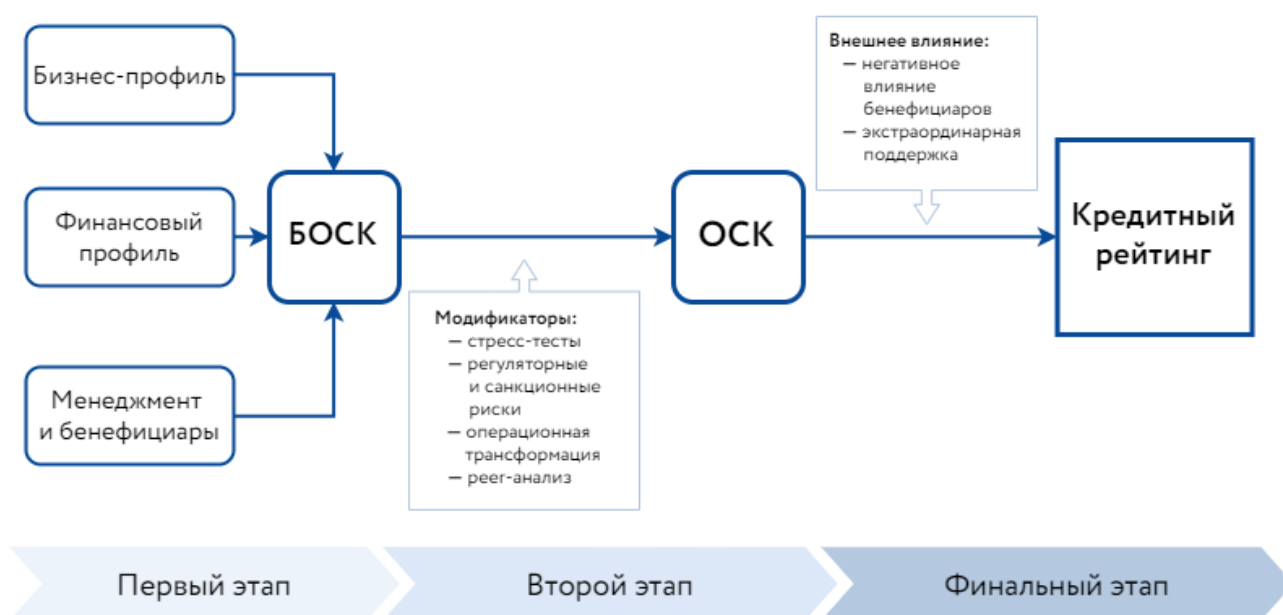 Бизнес-профиль
Финансовый
профиль
Менеджмент
и бенефициары
БОСК
Модификаторы:
— стресс-тесты
— регуляторные
и санкционные
риски
— операционная
трансформация
— peer-анализ
ОСК
Внешнее влияние:
— негативное
влияние
бенефициаров
— экстраординарная
поддержка
Кредитный
рейтинг
Первый этап
Второй этап
Финальный этап